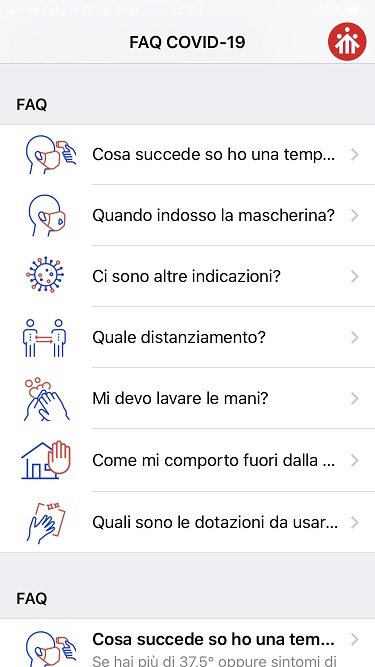 vodafone IT
12:54
FAQ COVID-19
FAQ
Cosa succede so ho una temp...
Quando indosso la mascherina?
Ci sono altre indicazioni?
Quale distanziamento?
Mi devo lavare le mani?
Come mi comporto fuori dalla ...
Quali sono le dotazioni da usar...
FAQ
Cosa succede so ho una tem...
Se hai più di 37.5° oppure sintomi di